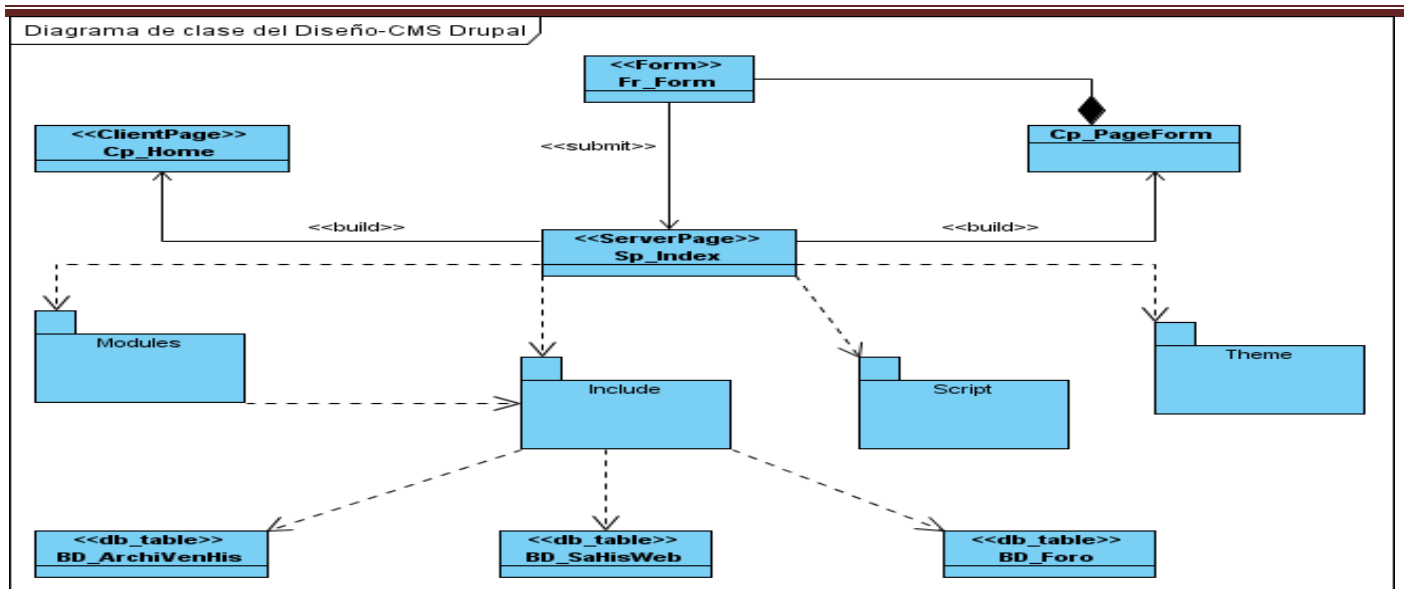 Diagrama de clase del Diseño-CMS Drupal
<<Form>>
Fr_Form
<<ClientPage>>
Cp_Home
<<submit>>
Cp_PageForm
<<build>>
<<ServerPage>>
Sp_Index
<<build>>
Modules
Include
Script
Theme
<<db_table>>
BD_ArchiVenHis
<<db_table>>
BD_SaHisWeb
<<db_table>>
BD_Foro